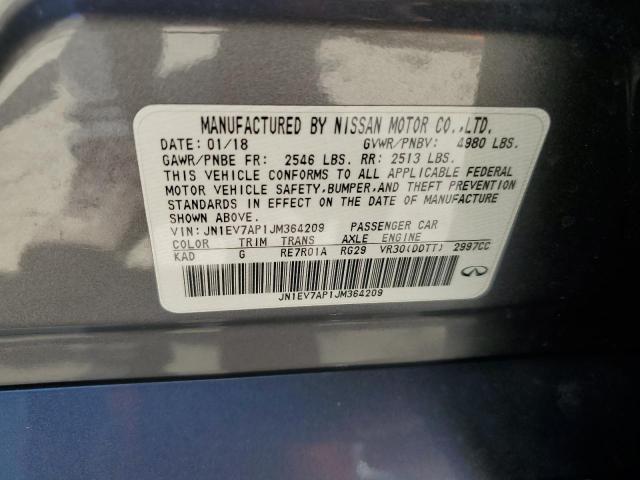 MANUFACTURED BY NISSAN MOTOR CO.,LTD.
DATE: 01/18 GVWR/PNBV: 4980 LBS.
GAWR/PNBE FR: 2546 LBS. RR: 2513 LBS.
THIS VEHICLE CONFORMS TO ALL APPLICABLE FEDERAL
MOTOR VEHICLE SAFETY,BUMPER,AND THEFT PREVENTION
STANDARDS IN EFFECT ON THE DATE OF MANUFACTURE
SHOWN ABOVE.
VIN: JN1EV7AP1JM364209 PASSENGER CAR
COLOR TRIM TRANS AXLE ENGINE
KAD G RE7R01A RG29 VR30(DDTT) 2997CC
JN1EV7AP1JM364209